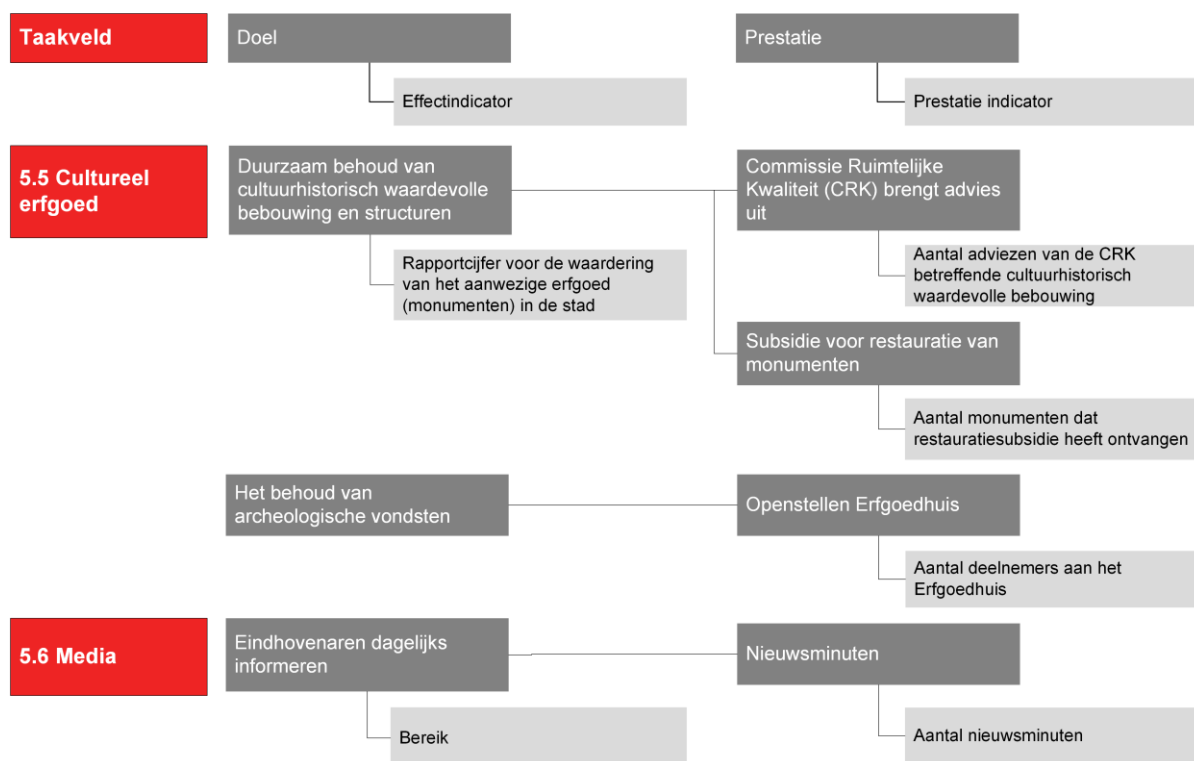 Taakveld
Doel
Prestatie
Effectindicator
Prestatie indicator
5.5 Cultureel
erfgoed
Duurzaam behoud van
cultuurhistorisch waardevolle
bebouwing en structuren
Commissie Ruimtelijke
Kwaliteit (CRK) brengt advies
uit
Rapportcijfer voor de waardering
van het aanwezige erfgoed
(monumenten) in de stad
Aantal adviezen van de CRK
betreffende cultuurhistorisch
waardevolle bebouwing
Subsidie voor restauratie van
monumenten
Aantal monumenten dat
restauratiesubsidie heeft ontvangen
Het behoud van
archeologische vondsten
Openstellen Erfgoedhuis
Aantal deelnemers aan het
Erfgoedhuis
5.6 Media
Eindhovenaren dagelijks
informeren
Nieuwsminuten
Bereik
Aantal nieuwsminuten